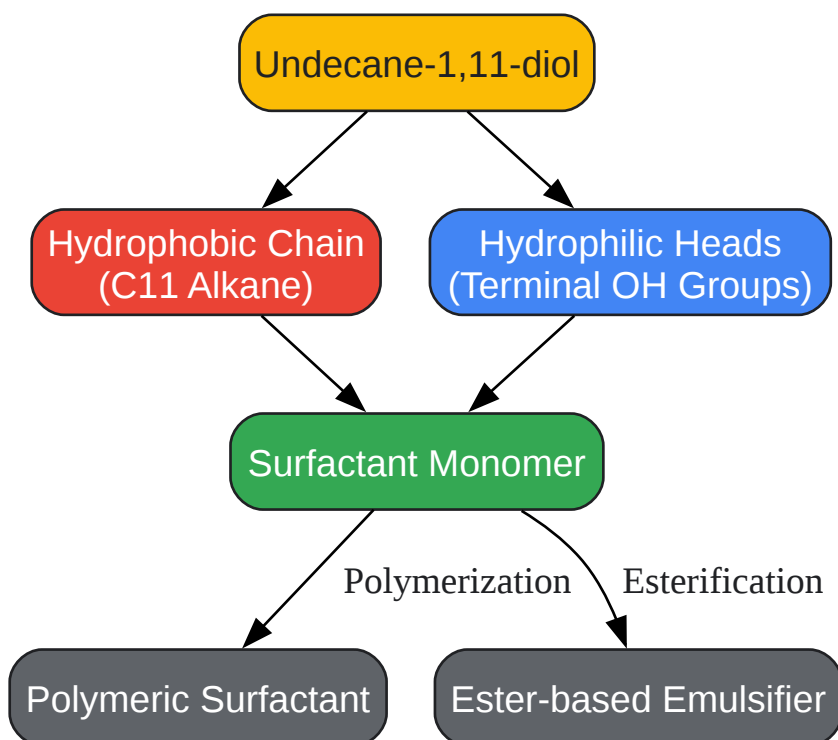 Undecane-1,11-diol
Hydrophobic Chain
(C11 Alkane)
Hydrophilic Heads
(Terminal OH Groups)
Surfactant Monomer
Polymerization
Esterification
Polymeric Surfactant
Ester-based Emulsifier